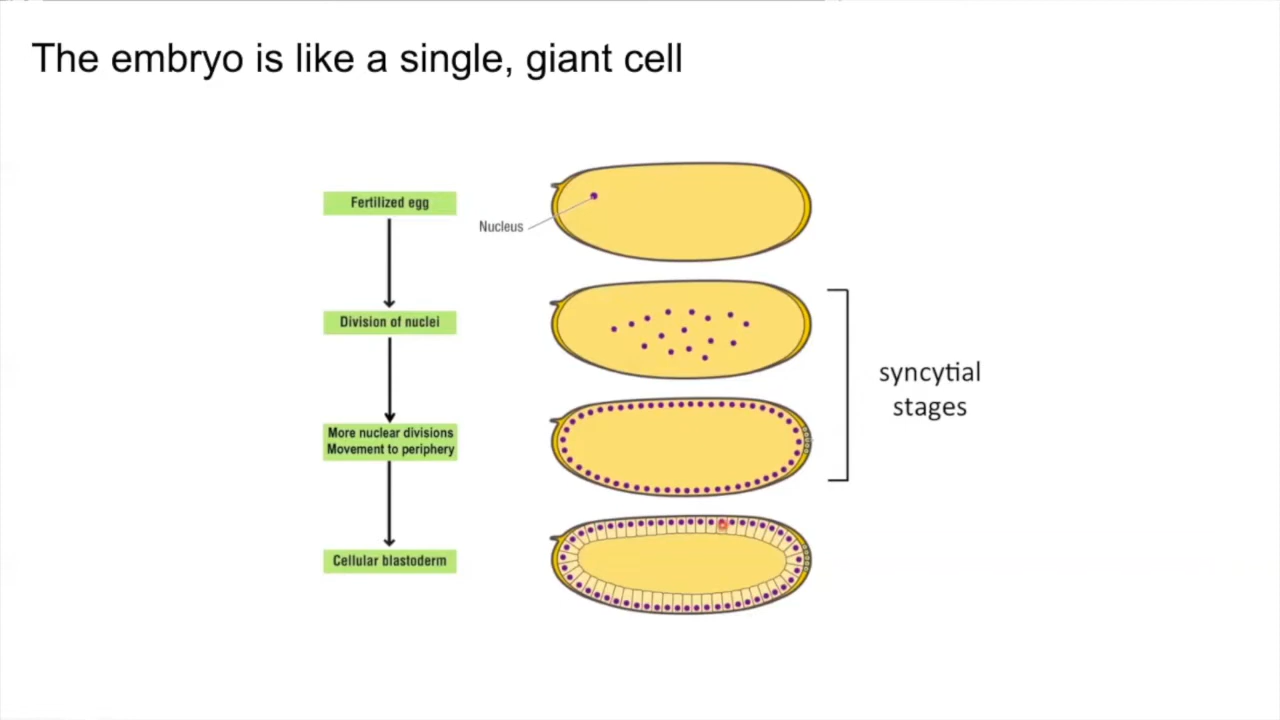 The embryo is like a single, giant cell
Fertilized egg
Nucleus
Division of nuclei
syncytial
stages
More nuclear divisions
Movement to periphery
Cellular blastoderm